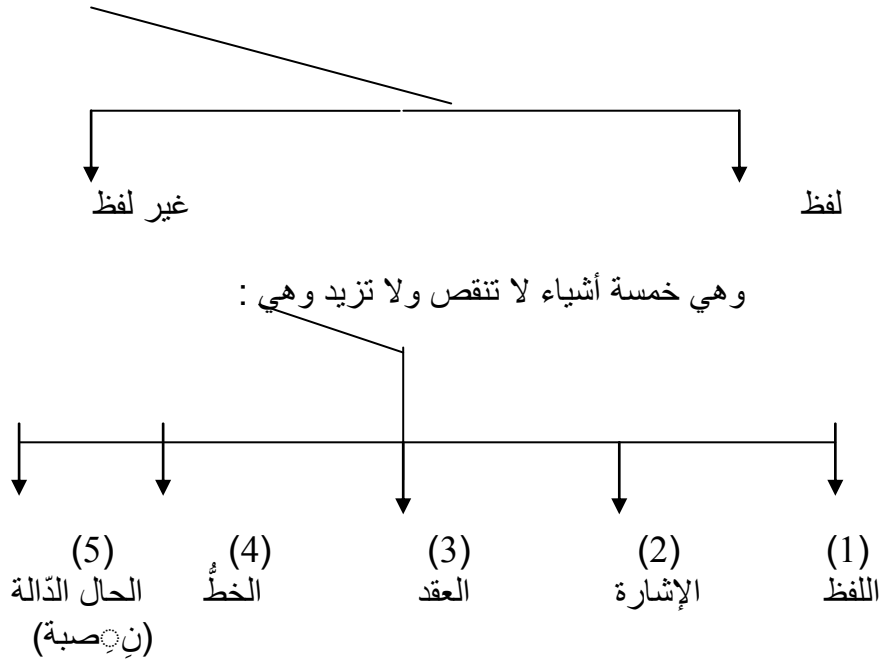 لفظ غير لفظ
وهي خمسة أشياء لا تنقص ولا تزيد وهي :
(1) (2) (3) (4) (5)
اللفظ الإشارة العقد الخطُّ الحال الدّالة
(نِِصبة)